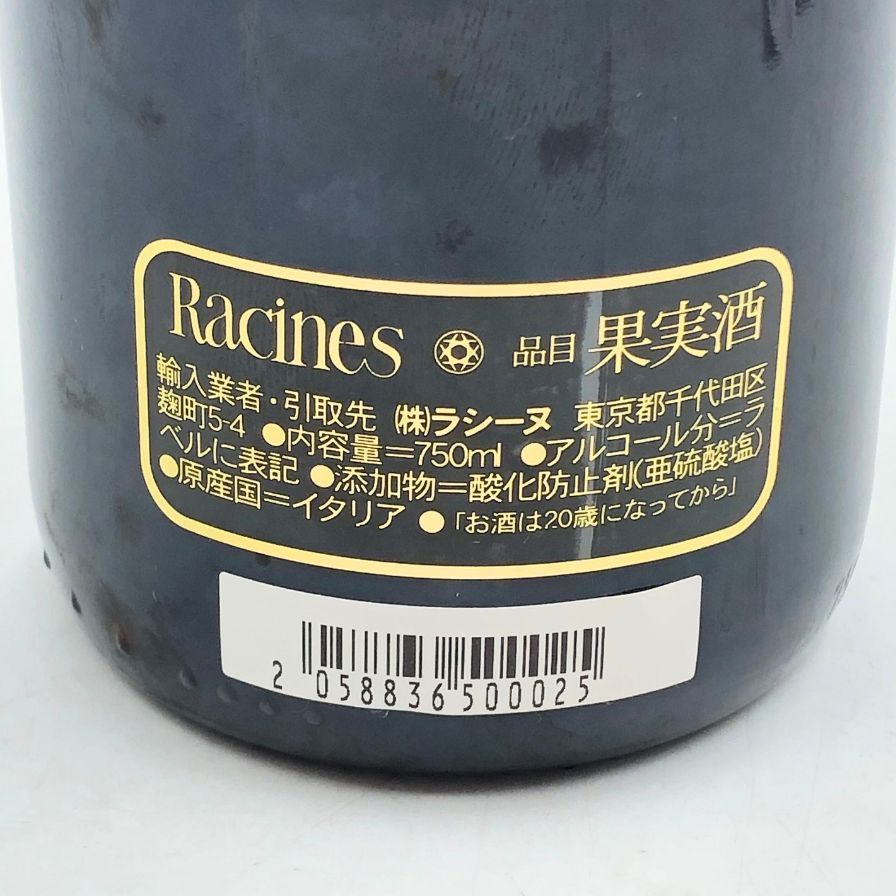 Racines 品目 果実酒
輸入業者・引取先 ㈱ラシーヌ 東京都千代田区
麹町5-4 ●内容量=750ml ●アルコール分=ラ
ベルに表記 ●添加物=酸化防止剤(亜硫酸塩)
●原産国=イタリア ●「お酒は20歳になってから」
2 058836 500025